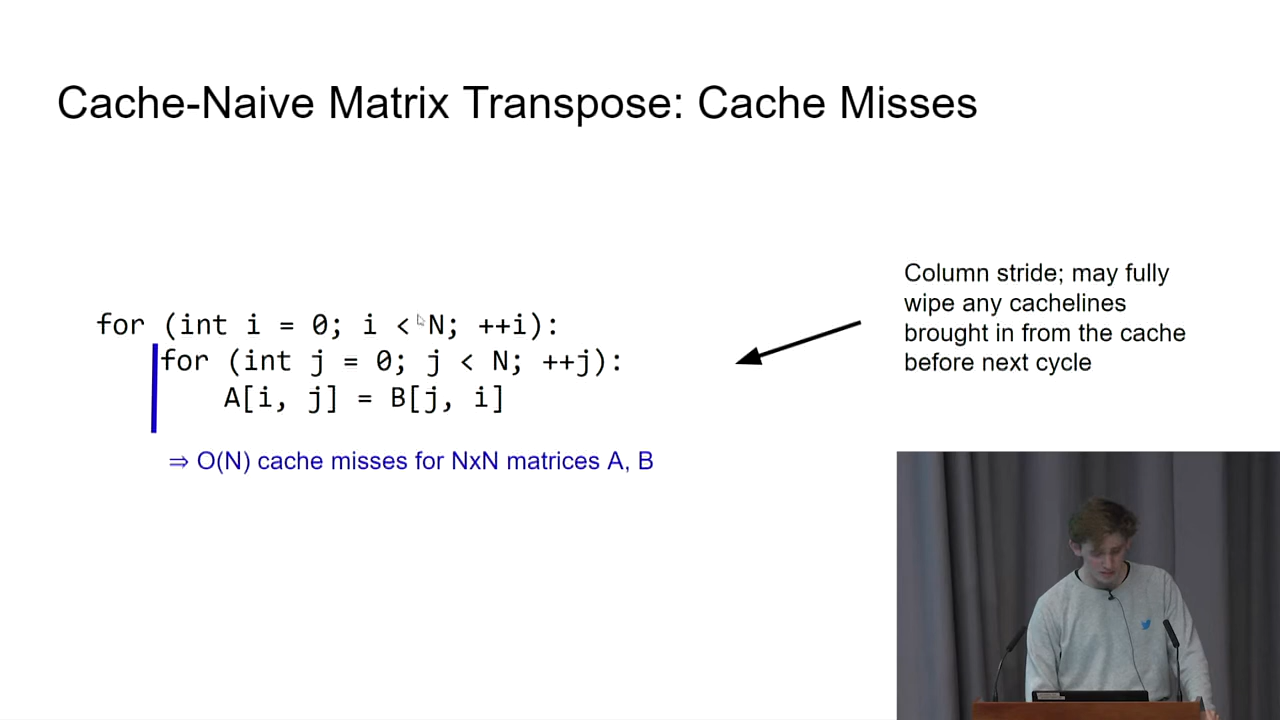 Cache-Naive Matrix Transpose: Cache Misses
for (int i = 0; i < N; ++i):
for (int j = 0; j < N; ++j):
A[i, j] = B[j, i]
⇒ O(N) cache misses for NxN matrices A, B
Column stride; may fully
wipe any cachelines
brought in from the cache
before next cycle